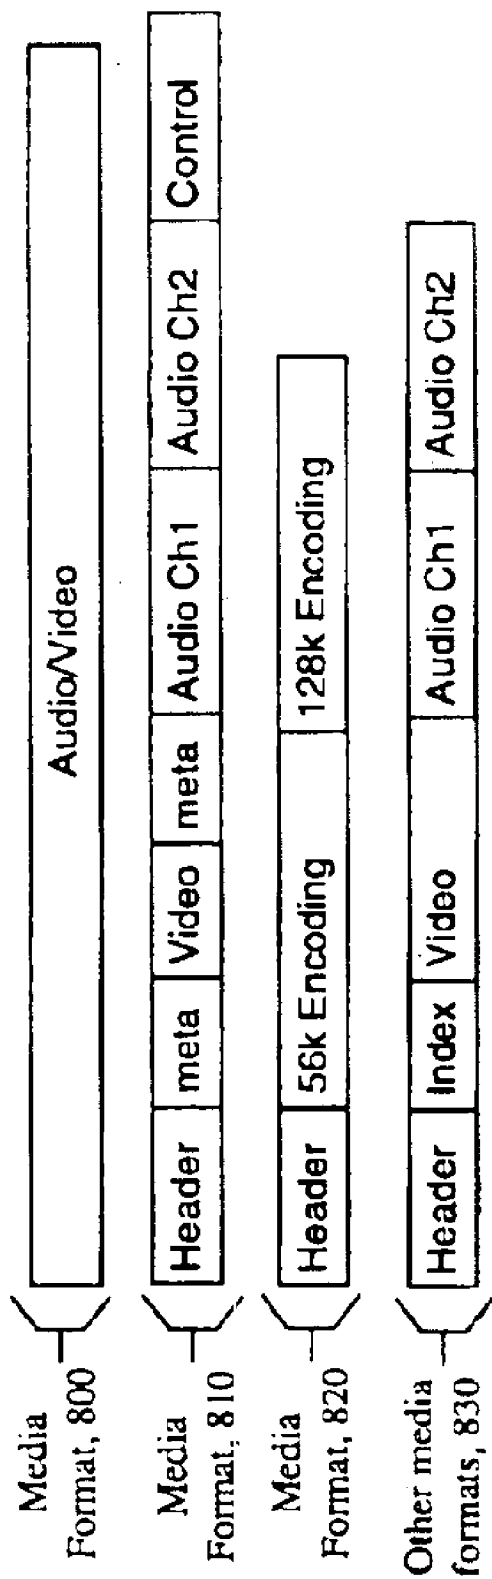 Media
Format, 800
Audio/Video
Media
Format, 810
Header meta Video meta Audio Ch1 Audio Ch2 Control
Media
Format, 820
Header 56k Encoding 128k Encoding
Other media
formats, 830
Header Index Video Audio Ch1 Audio Ch2